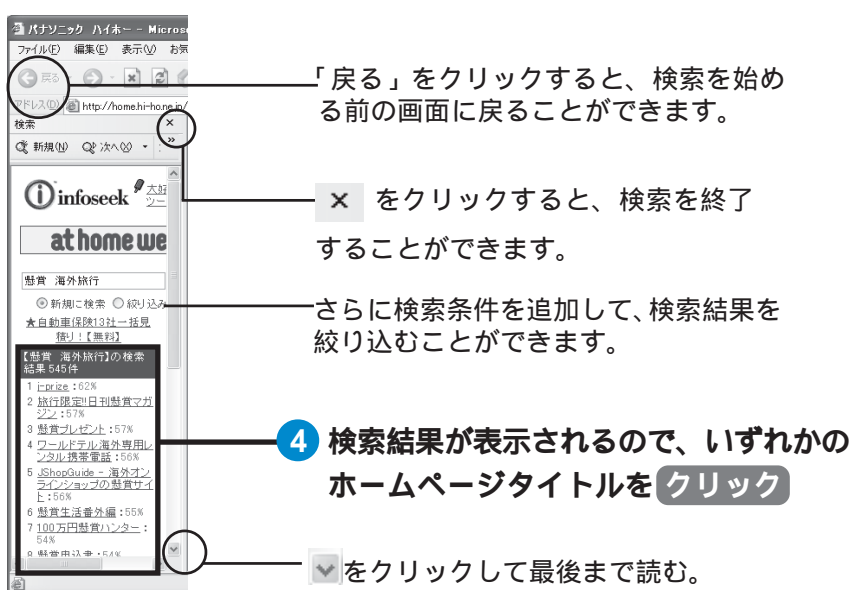 パナソニック ハイホー - Micros
ファイル(F) 編集(E) 表示(V) お気
戻る
アドレス(D) http://home.hi-ho.ne.jp/
検索 ×
新規(N) 次へ(X) »
infoseek 大好
ツー
at home we
懸賞 海外旅行
新規に検索 絞り込み
★自動車保険13社一括見
積り!【無料】
【懸賞 海外旅行】の検索
結果 545件
1 i-prize :62%
2 旅行限定!!日刊懸賞マガ
ジン :57%
3 懸賞プレゼント :57%
4 ワールドテル 海外専用レ
ンタル携帯電話 :56%
5 JShopGuide - 海外オン
ラインショップの懸賞サイ
ト :56%
6 懸賞生活番外編 :55%
7 100万円懸賞ハンター :
54%
8 懸賞申込書 :54%
「戻る」をクリックすると、検索を始め
る前の画面に戻ることができます。
× をクリックすると、検索を終了
することができます。
さらに検索条件を追加して、検索結果を
絞り込むことができます。
4 検索結果が表示されるので、いずれかの
ホームページタイトルを クリック
をクリックして最後まで読む。